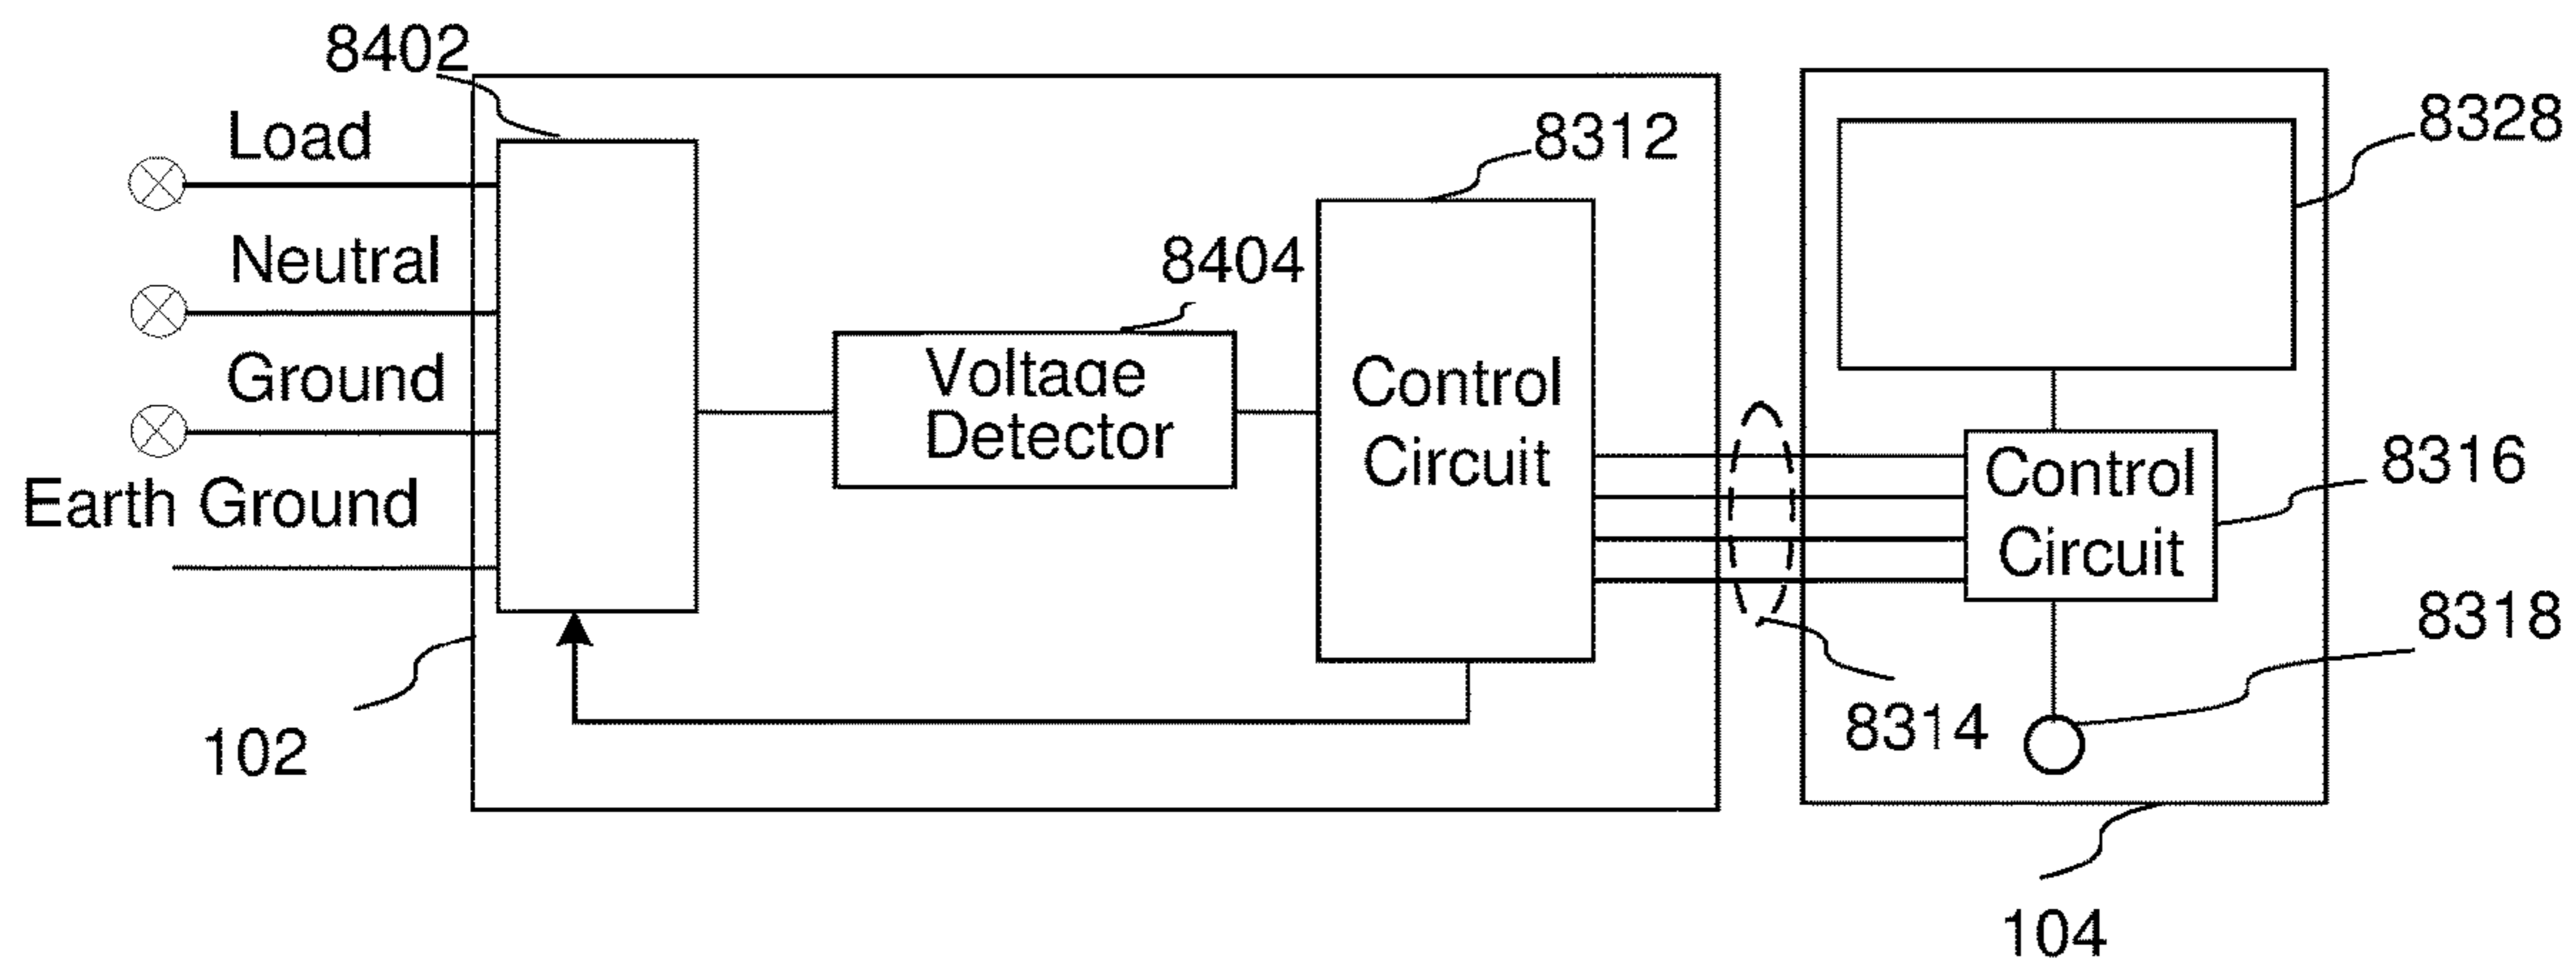 8402
Load
8312
8328
Neutral
8404
Voltage
Detector
Ground
Control
Circuit
Control
Circuit
8316
Earth Ground
8318
8314
102
104